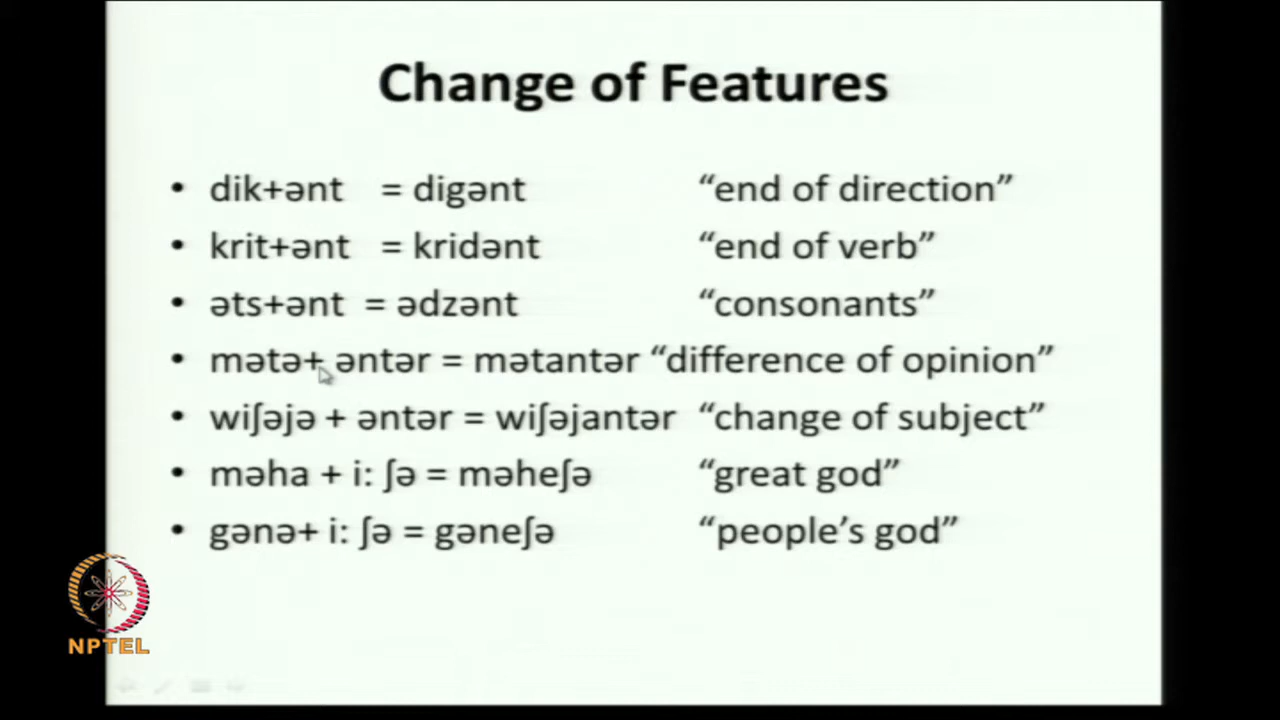 Change of Features
• dik+ənt = digənt "end of direction"
• krit+ənt = kridənt "end of verb"
• əts+ənt = ədzənt "consonants"
• mətə+ əntər = mətantər "difference of opinion"
• wiʃəjə + əntər = wiʃəjantər "change of subject"
• məha + i: ʃə = məheʃə "great god"
• gənə+ i: ʃə = gəneʃə "people's god"
NPTEL